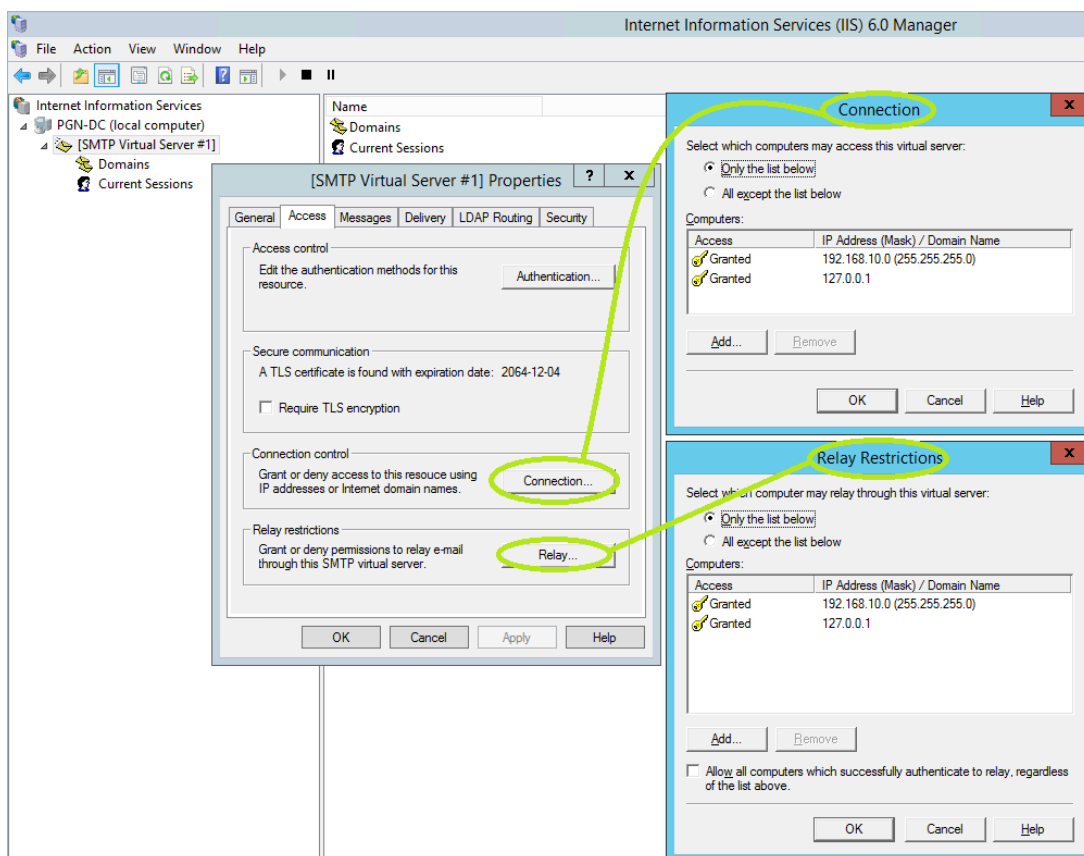 Internet Information Services (IIS) 6.0 Manager
File Action View Window Help
Internet Information Services
PGN-DC (local computer)
[SMTP Virtual Server #1]
Domains
Current Sessions
Name
Domains
Current Sessions
[SMTP Virtual Server #1] Properties ? x
General Access Messages Delivery LDAP Routing Security
Access control
Edit the authentication methods for this
resource.
Authentication...
Secure communication
A TLS certificate is found with expiration date: 2064-12-04
Require TLS encryption
Connection control
Grant or deny access to this resouce using
IP addresses or Internet domain names.
Connection...
Relay restrictions
Grant or deny permissions to relay e-mail
through this SMTP virtual server.
Relay...
OK Cancel Apply Help
Connection x
Select which computers may access this virtual server:
Only the list below
All except the list below
Computers:
Access IP Address (Mask) / Domain Name
Granted 192.168.10.0 (255.255.255.0)
Granted 127.0.0.1
Add... Remove
OK Cancel Help
Relay Restrictions x
Select which computer may relay through this virtual server:
Only the list below
All except the list below
Computers:
Access IP Address (Mask) / Domain Name
Granted 192.168.10.0 (255.255.255.0)
Granted 127.0.0.1
Add... Remove
Allow all computers which successfully authenticate to relay, regardless
of the list above.
OK Cancel Help